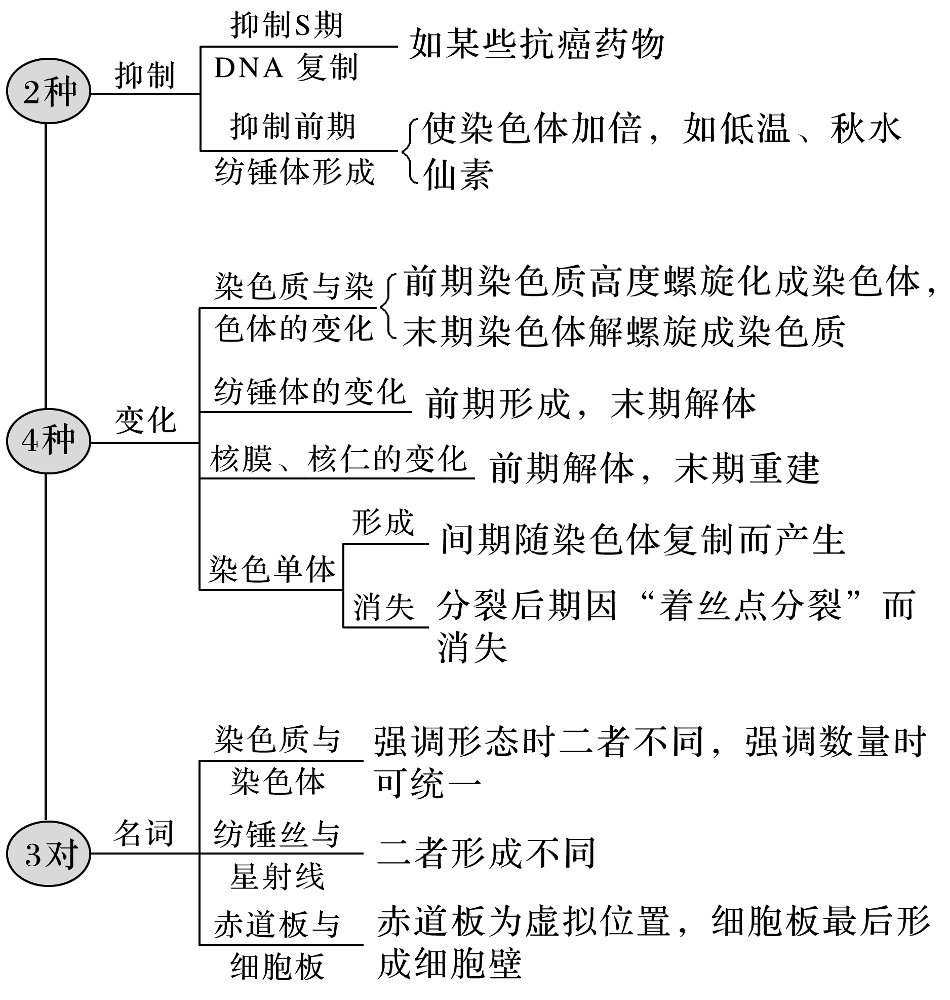 2种
抑制
抑制S期
DNA 复制
如某些抗癌药物
抑制前期
纺锤体形成
使染色体加倍，如低温、秋水
仙素
4种
变化
染色质与染
色体的变化
前期染色质高度螺旋化成染色体，
末期染色体解螺旋成染色质
纺锤体的变化
前期形成，末期解体
核膜、核仁的变化
前期解体，末期重建
染色单体
形成
间期随染色体复制而产生
消失
分裂后期因“着丝点分裂”而
消失
3对
名词
染色质与
染色体
强调形态时二者不同，强调数量时
可统一
纺锤丝与
星射线
二者形成不同
赤道板与
细胞板
赤道板为虚拟位置，细胞板最后形
成细胞壁